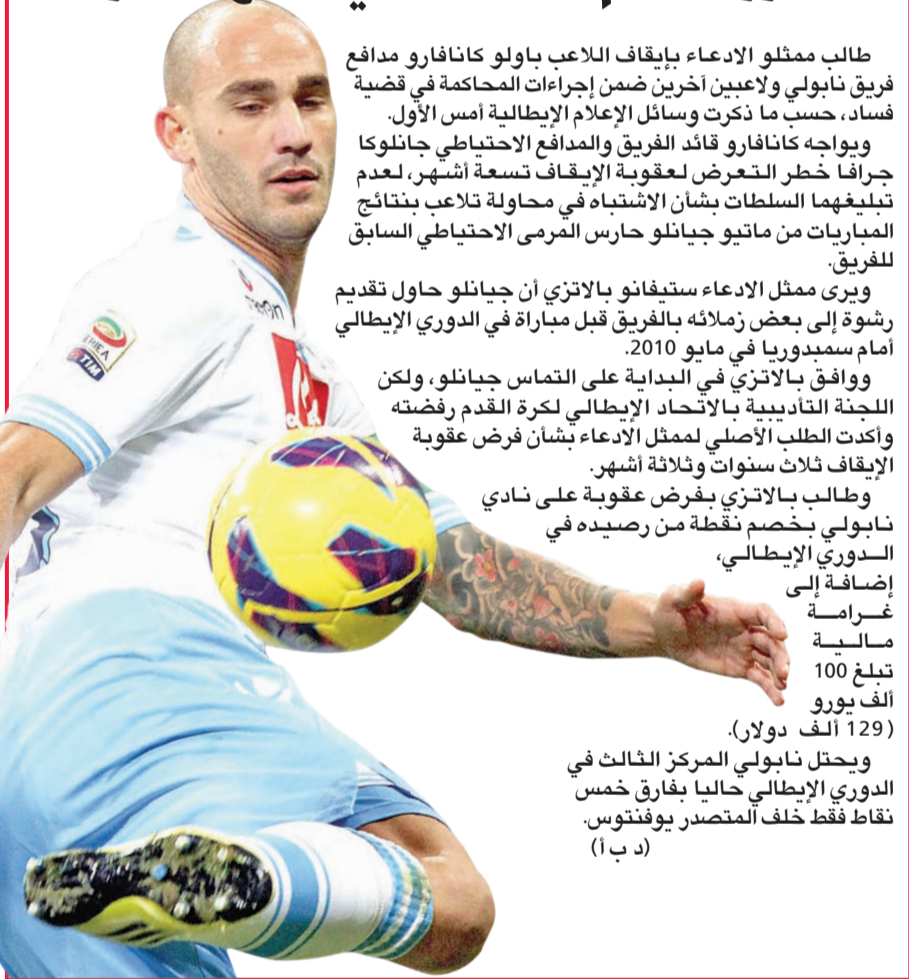 طالب ممثلو الادعاء بإيقاف اللاعب باولو كانافارو مدافع
فريق نابولي ولاعبين آخرين ضمن إجراءات المحاكمة في قضية
فساد، حسب ما ذكرت وسائل الإعلام الإيطالية أمس الأول.
ويواجه كانافارو قائد الفريق والمدافع الاحتياطي جانلوكا
جرافا خطر التعرض لعقوبة الإيقاف تسعة أشهر، لعدم
تبليغهما السلطات بشأن الاشتباه في محاولة تلاعب بنتائج
المباريات من ماتيو جيانلو حارس المرمى الاحتياطي السابق
للفريق.
ويرى ممثل الادعاء ستيفانو بالاتزي أن جيانلو حاول تقديم
رشوة إلى بعض زملائه بالفريق قبل مباراة في الدوري الإيطالي
أمام سمبدوريا في مايو 2010.
ووافق بالاتزي في البداية على التماس جيانلو، ولكن
اللجنة التأديبية بالاتحاد الإيطالي لكرة القدم رفضته
وأكدت الطلب الأصلي لممثل الادعاء بشأن فرض عقوبة
الإيقاف ثلاث سنوات وثلاثة أشهر.
وطالب بالاتزي بفرض عقوبة على نادي
نابولي بخصم نقطة من رصيده في
الدوري الإيطالي،
إضافة إلى
غرامة
مالية
تبلغ 100
ألف يورو
(129 ألف دولار).
ويحتل نابولي المركز الثالث في
الدوري الإيطالي حاليا بفارق خمس
نقاط فقط خلف المتصدر يوفنتوس.
(د ب أ)
TIM